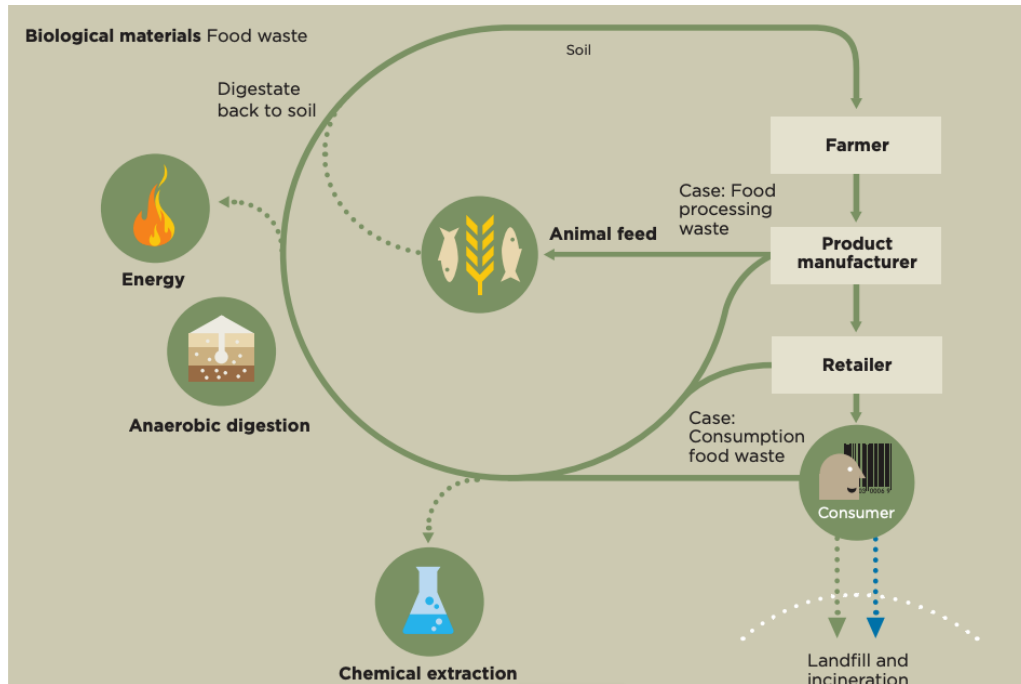 Biological materials Food waste
Soil
Digestate
back to soil
Farmer
Case: Food
processing
waste
Animal feed
Product
manufacturer
Energy
Retailer
Anaerobic digestion
Case:
Consumption
food waste
Consumer
Chemical extraction
Landfill and
incineration